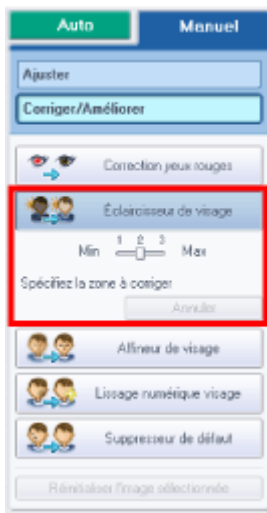 Auto Manuel
Ajuster
Corriger/Améliorer
Correction yeux rouges
Éclaircisseur de visage
1 2 3
Min Max
Spécifiez la zone à corriger
Annuler
Affineur de visage
Lissage numérique visage
Suppresseur de défaut
Réinitialiser l'image sélectionnée